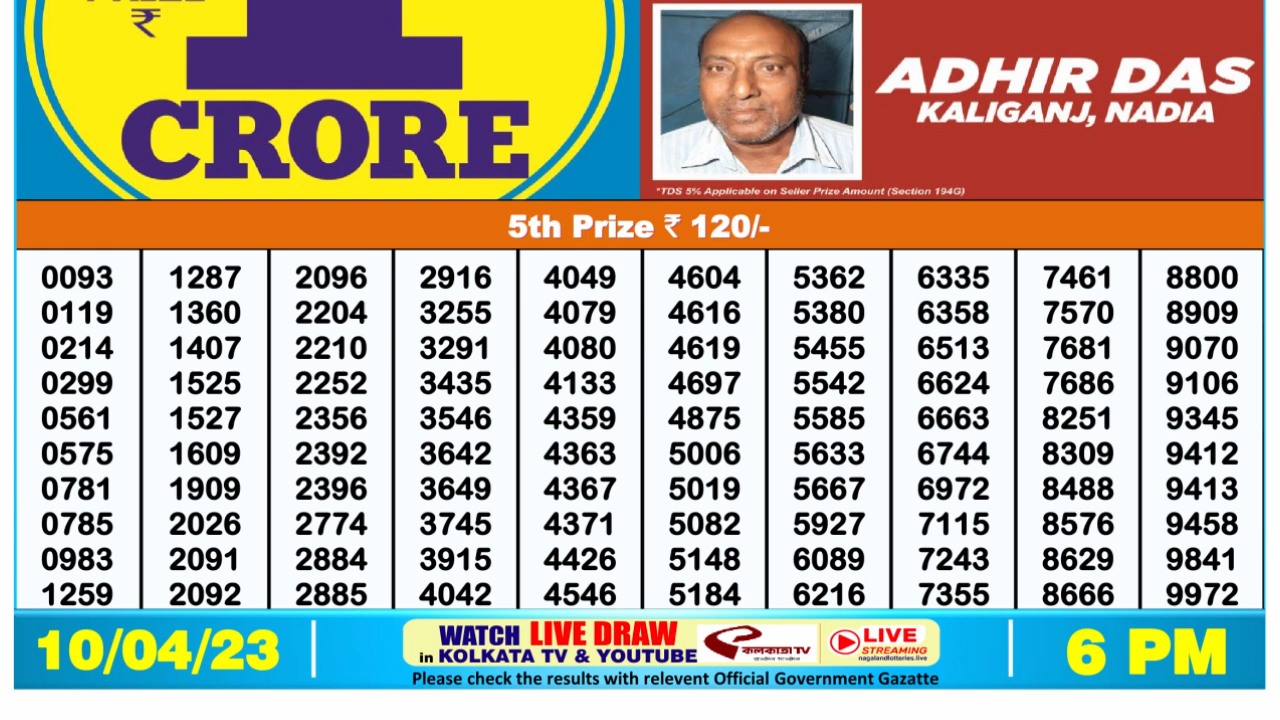 ₹
1
CRORE
ADHIR DAS
KALIGANJ, NADIA
*TDS 5% Applicable on Seller Prize Amount (Section 194G)
5th Prize ₹ 120/-
0093 1287 2096 2916 4049 4604 5362 6335 7461 8800
0119 1360 2204 3255 4079 4616 5380 6358 7570 8909
0214 1407 2210 3291 4080 4619 5455 6513 7681 9070
0299 1525 2252 3435 4133 4697 5542 6624 7686 9106
0561 1527 2356 3546 4359 4875 5585 6663 8251 9345
0575 1609 2392 3642 4363 5006 5633 6744 8309 9412
0781 1909 2396 3649 4367 5019 5667 6972 8488 9413
0785 2026 2774 3745 4371 5082 5927 7115 8576 9458
0983 2091 2884 3915 4426 5148 6089 7243 8629 9841
1259 2092 2885 4042 4546 5184 6216 7355 8666 9972
10/04/23
WATCH LIVE DRAW
in KOLKATA TV & YOUTUBE
কলকাতা TV
LIVE
STREAMING
nagalandlotteries.live
Please check the results with relevent Official Government Gazatte
6 PM